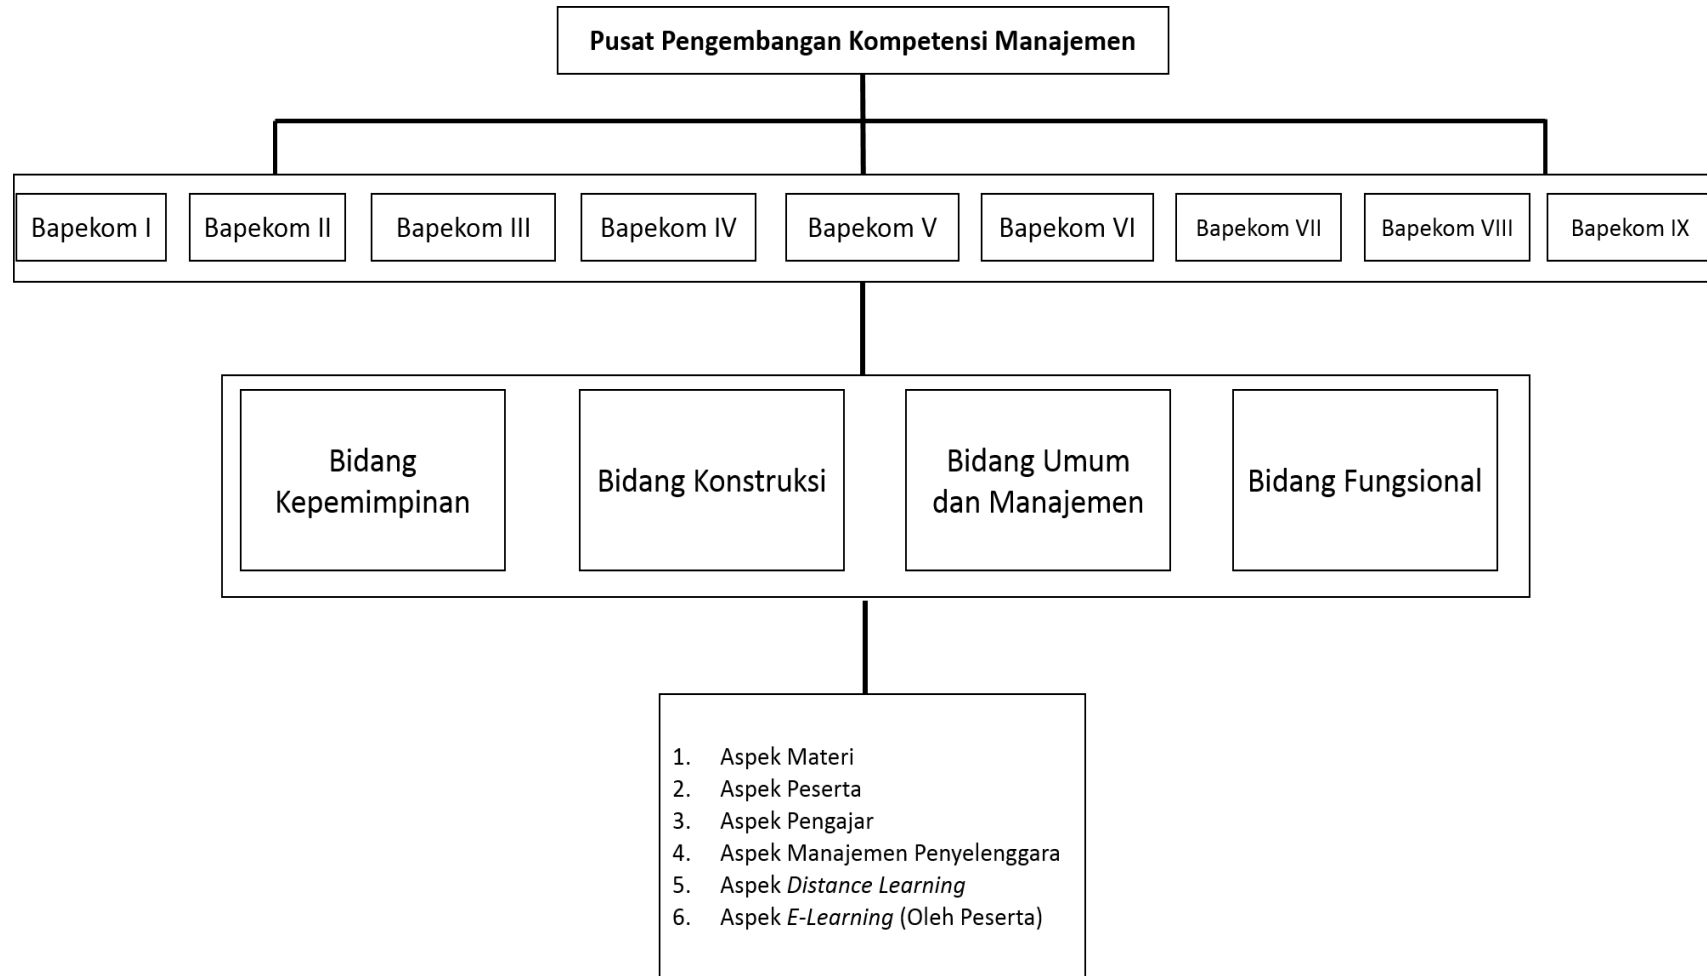 Pusat Pengembangan Kompetensi Manajemen
Bapekom I
Bapekom II
Bapekom III
Bapekom IV
Bapekom V
Bapekom VI
Bapekom VII
Bapekom VIII
Bapekom IX
Bidang
Kepemimpinan
Bidang Konstruksi
Bidang Umum
dan Manajemen
Bidang Fungsional
1. Aspek Materi
2. Aspek Peserta
3. Aspek Pengajar
4. Aspek Manajemen Penyelenggara
5. Aspek Distance Learning
6. Aspek E-Learning (Oleh Peserta)